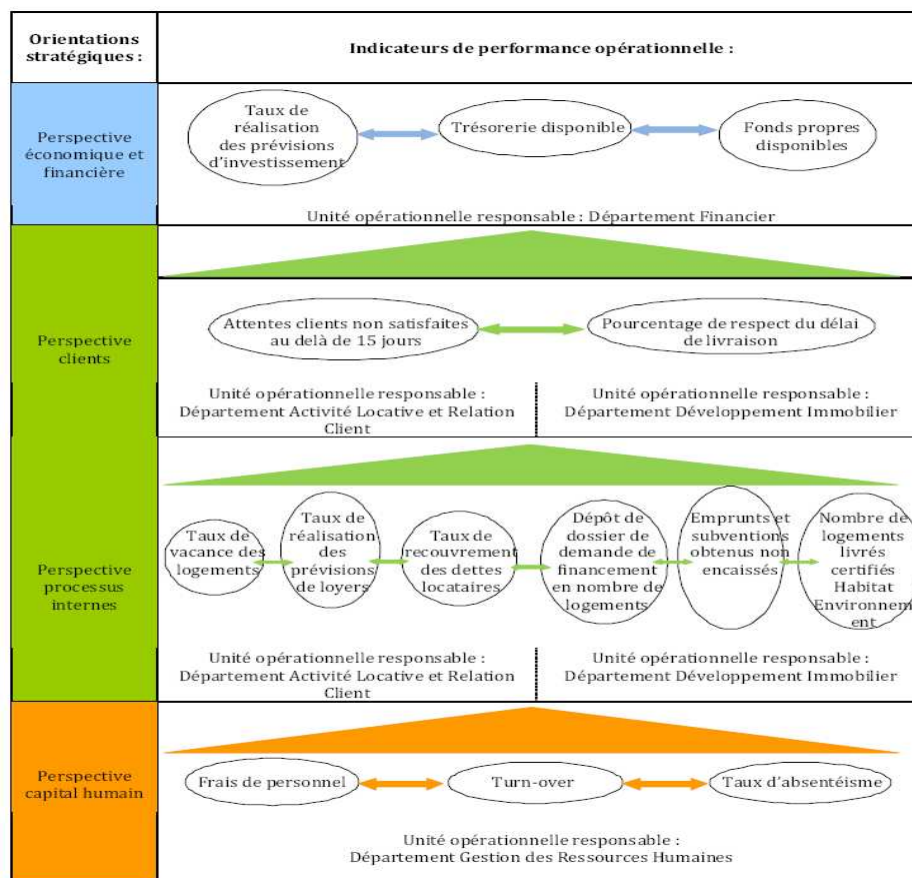 Orientations
stratégiques :
Indicateurs de performance opérationnelle :
Perspective
économique et
financière
Taux de
réalisation
des prévisions
d'investissement
Trésorerie disponible
Fonds propres
disponibles
Unité opérationnelle responsable : Département Financier
Perspective
clients
Attentes clients non satisfaites
au delà de 15 jours
Pourcentage de respect du délai
de livraison
Unité opérationnelle responsable :
Département Activité Locative et Relation
Client
Unité opérationnelle responsable :
Département Développement Immobilier
Perspective
processus
internes
Taux de
vacance des
logements
Taux de
réalisation
des
prévisions
de loyers
Taux de
recouvrement
des dettes
locataires
Dépôt de
dossier de
demande de
financement
en nombre de
logements
Emprunts et
subventions
obtenus non
encaissés
Nombre de
logements
livrés
certifiés
Habitat
Environnem
ent
Unité opérationnelle responsable :
Département Activité Locative et Relation
Client
Unité opérationnelle responsable :
Département Développement Immobilier
Perspective
capital humain
Frais de personnel
Turn-over
Taux d'absentéisme
Unité opérationnelle responsable :
Département Gestion des Ressources Humaines